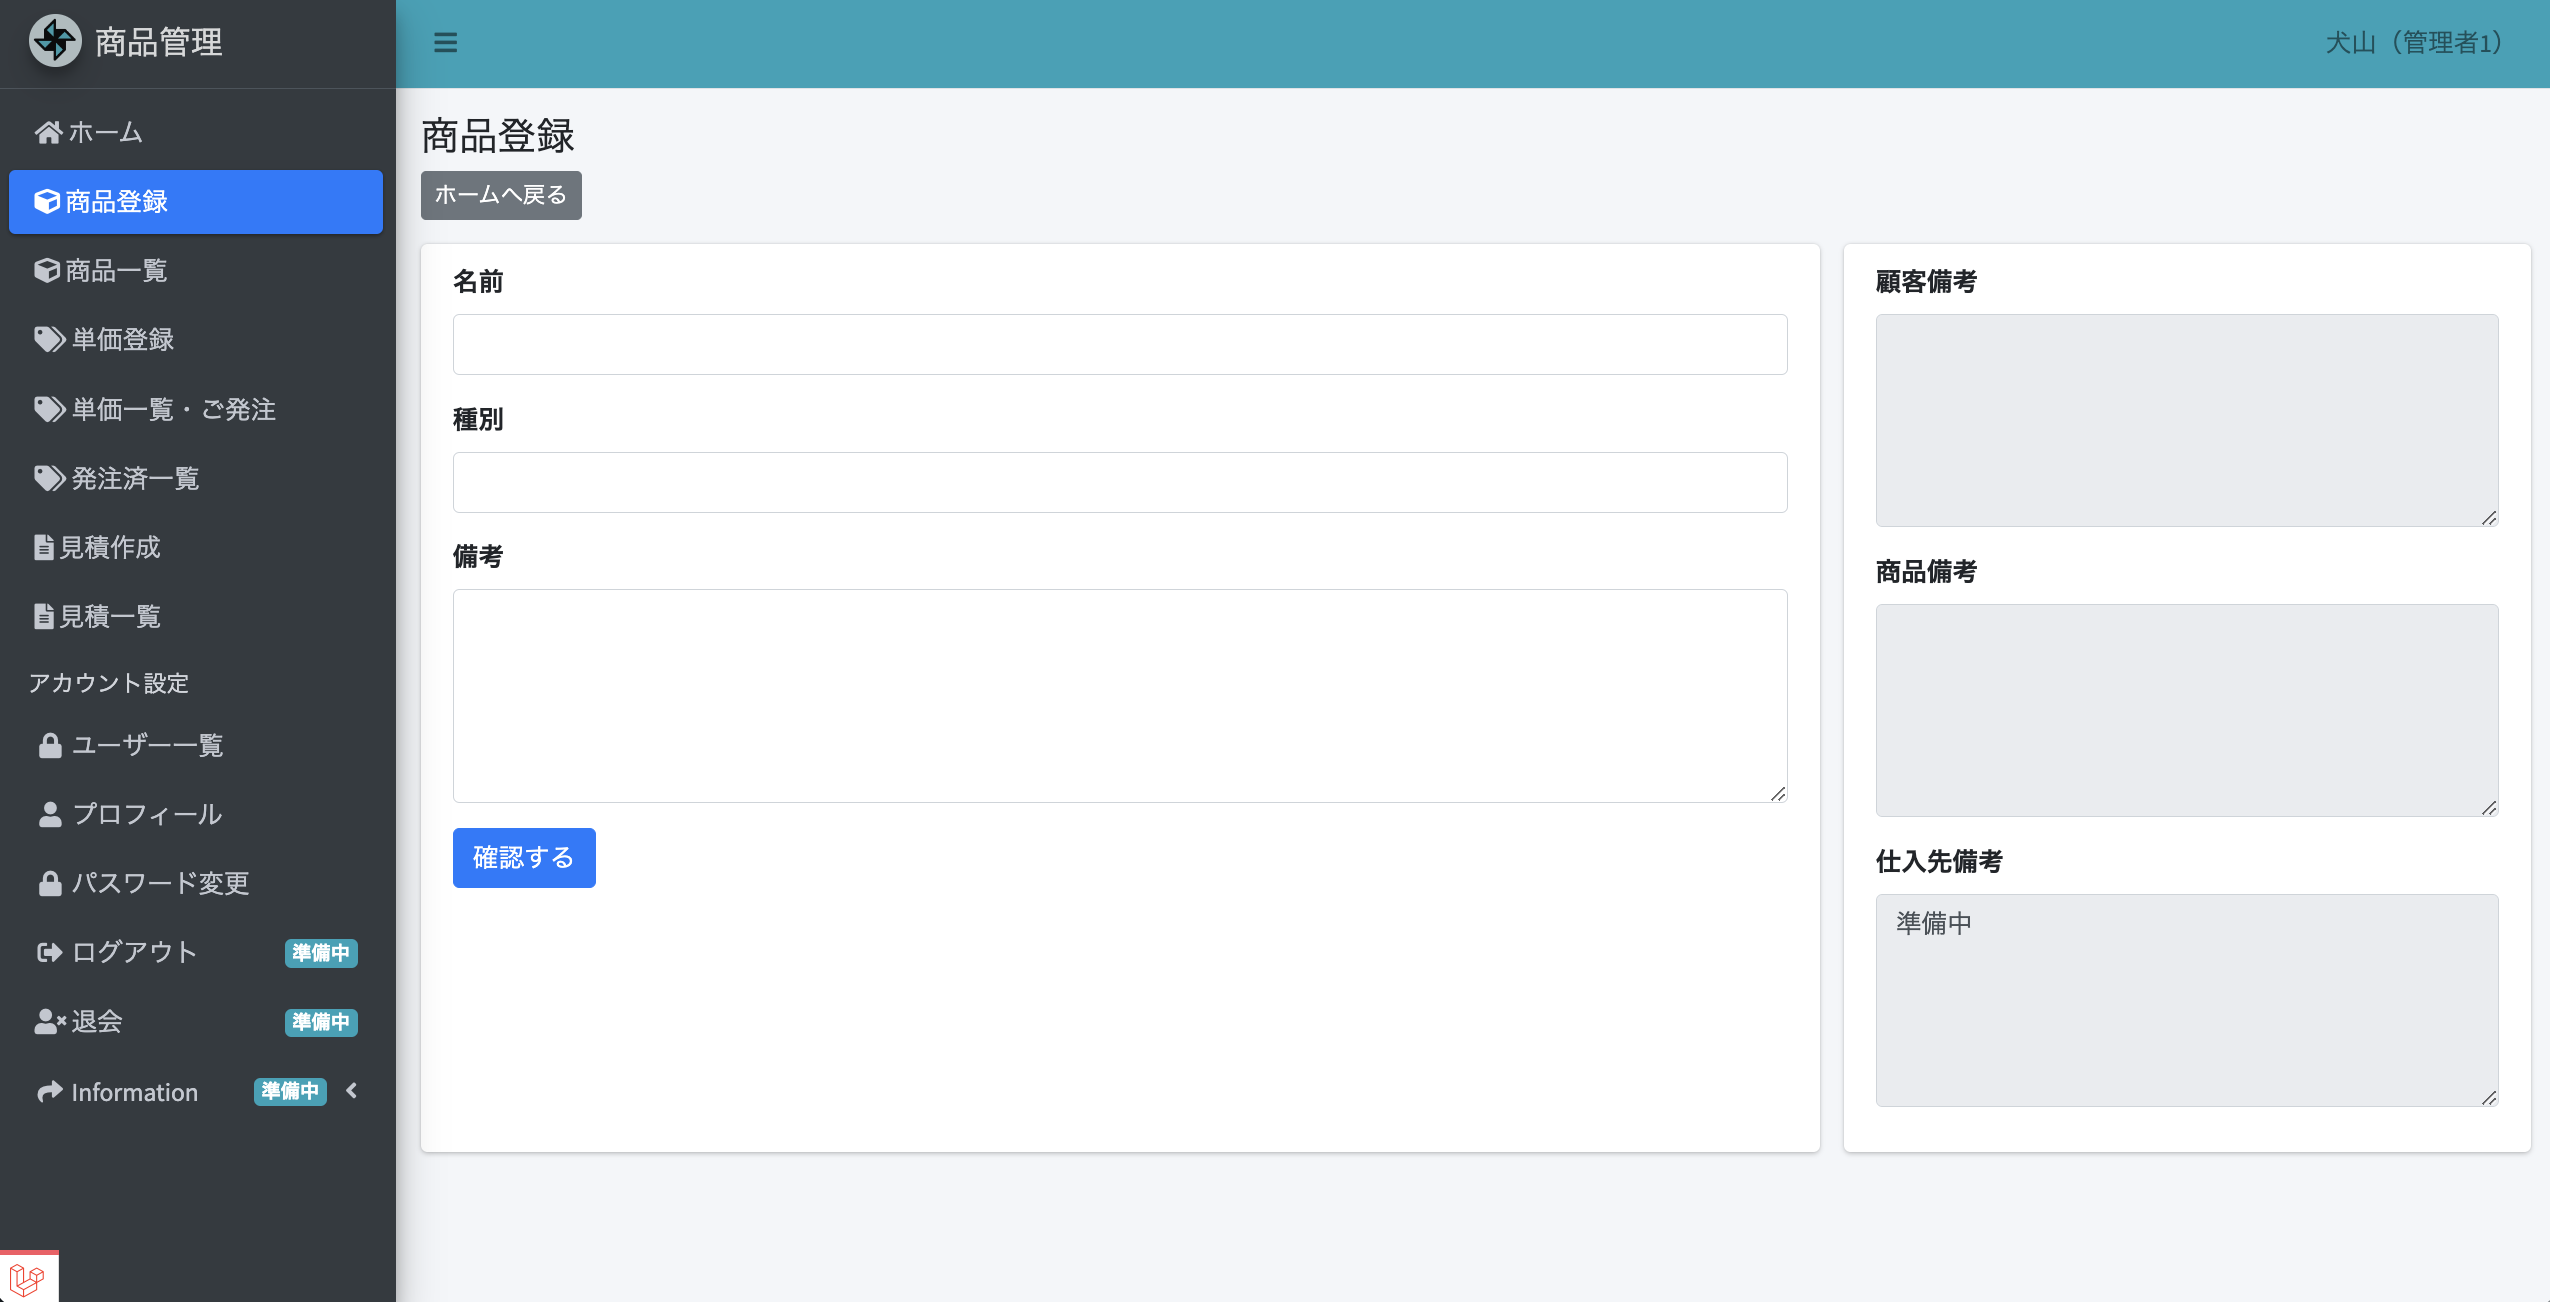 商品管理
犬山（管理者1）
ホーム
商品登録
商品一覧
単価登録
単価一覧・ご発注
発注済一覧
見積作成
見積一覧
アカウント設定
ユーザー一覧
プロフィール
パスワード変更
ログアウト 準備中
退会 準備中
Information 準備中
商品登録
ホームへ戻る
名前
種別
備考
確認する
顧客備考
商品備考
仕入先備考
準備中